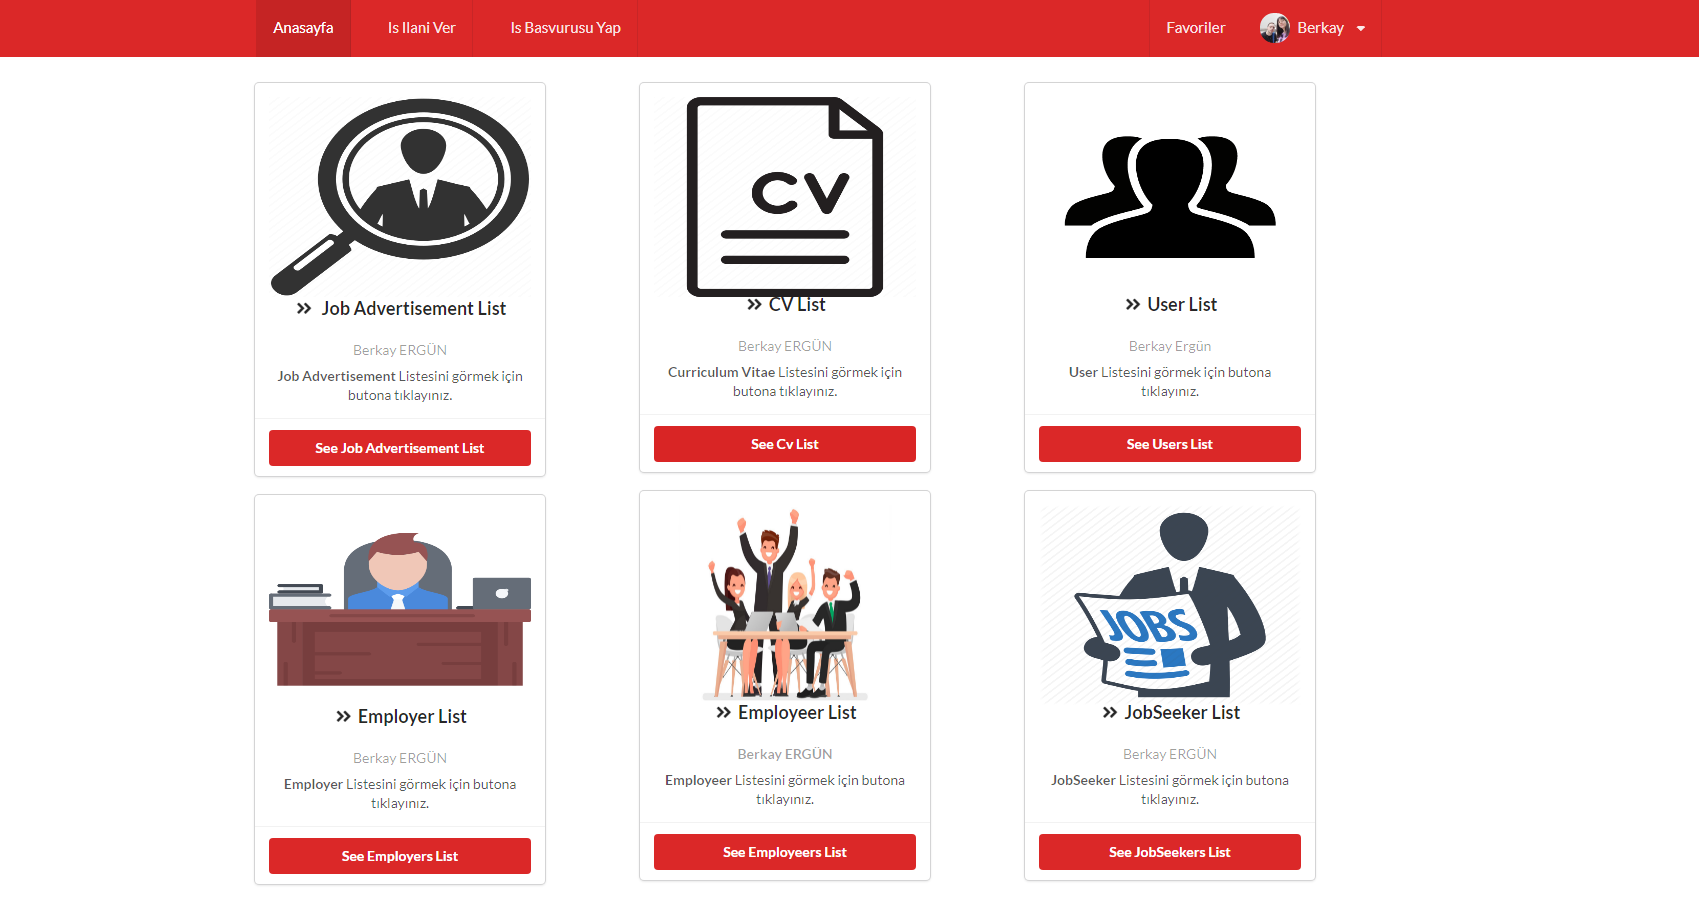 Anasayfa
Is Ilani Ver
Is Basvurusu Yap
Favoriler
Berkay
Job Advertisement List
Berkay ERGÜN
Job Advertisement Listesini görmek için
butona tıklayınız.
See Job Advertisement List
CV
CV List
Berkay ERGÜN
Curriculum Vitae Listesini görmek için
butona tıklayınız.
See Cv List
User List
Berkay Ergün
User Listesini görmek için butona
tıklayınız.
See Users List
Employer List
Berkay ERGÜN
Employer Listesini görmek için butona
tıklayınız.
See Employers List
Employeer List
Berkay ERGÜN
Employeer Listesini görmek için butona
tıklayınız.
See Employeers List
JOBS
JobSeeker List
Berkay ERGÜN
JobSeeker Listesini görmek için butona
tıklayınız.
See JobSeekers List